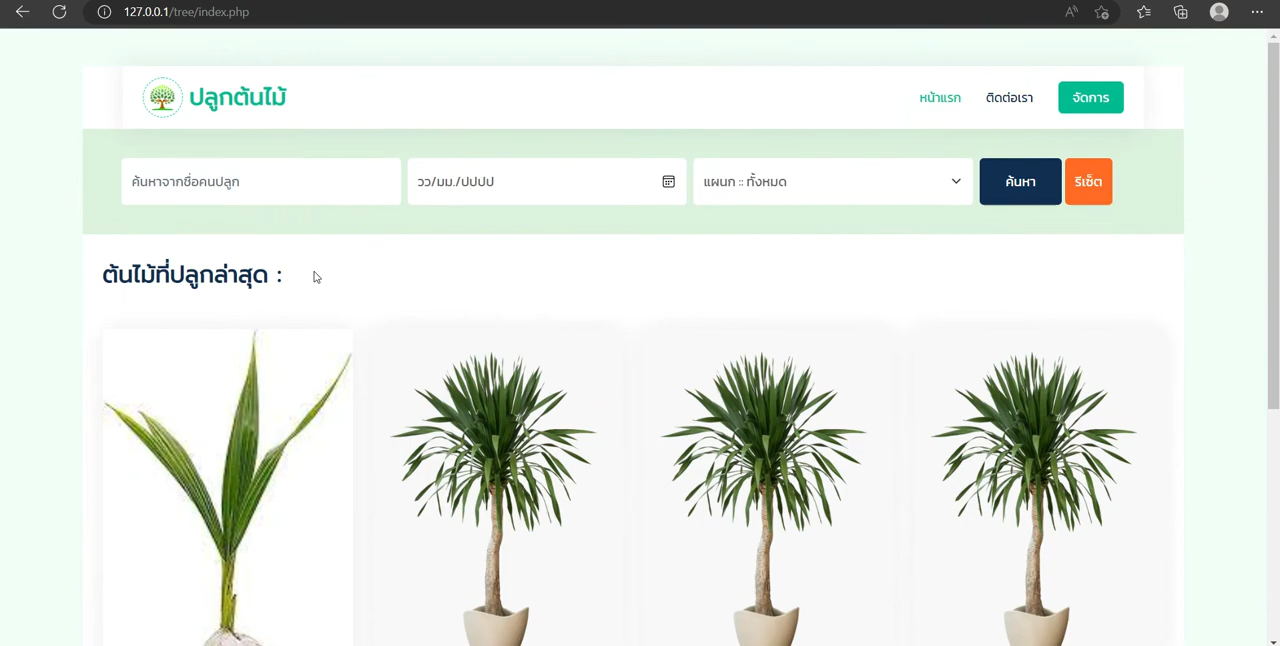 127.0.0.1/tree/index.php
ปลูกต้นไม้
หน้าแรก
ติดต่อเรา
จัดการ
ค้นหาจากชื่อคนปลูก
วว/มม./ปปปป
แผนก :: ทั้งหมด
ค้นหา
รีเซ็ต
ต้นไม้ที่ปลูกล่าสุด :